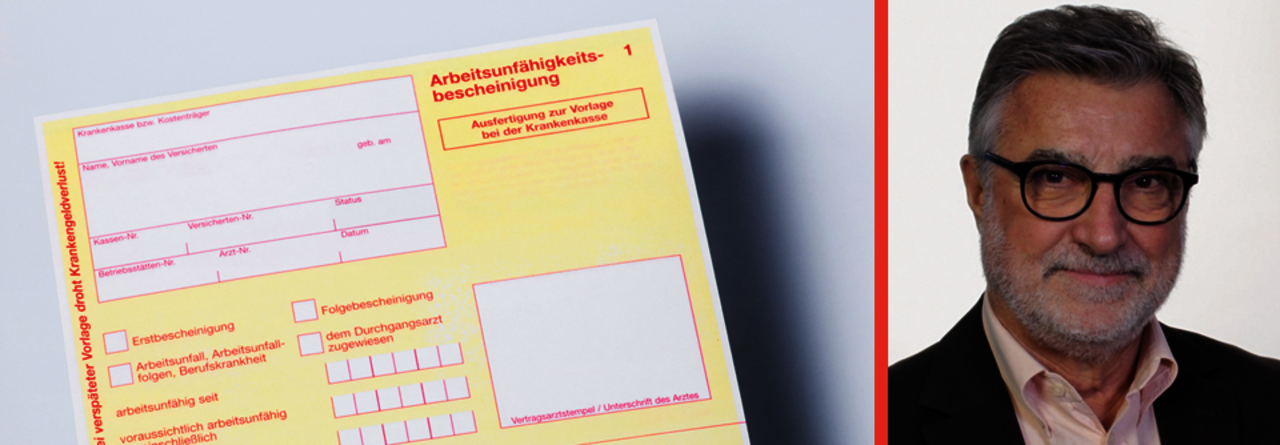 Arbeitsunfähigkeits-
bescheinigung
1
Ausfertigung zur Vorlage
bei der Krankenkasse
Krankenkasse bzw. Kostenträger
Name, Vorname des Versicherten
geb. am
Kassen-Nr.
Versicherten-Nr.
Status
Betriebsstätten-Nr.
Arzt-Nr.
Datum
verspäteter Vorlage droht Krankengeldverlust!
Erstbescheinigung
Folgebescheinigung
Arbeitsunfall, Arbeitsunfall-
folgen, Berufskrankheit
dem Durchgangsarzt
zugewiesen
arbeitsunfähig seit
voraussichtlich arbeitsunfähig
Vertragsarztstempel / Unterschrift des Arztes